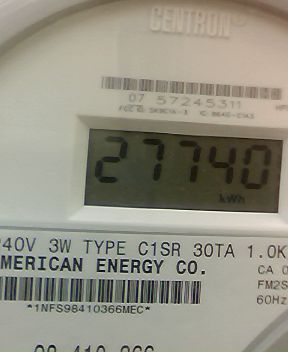 CENTRON®
07 57245311
27740
kWh
240V 3W TYPE C1SR 30TA 1.0K
CA 0
AMERICAN ENERGY CO.
FM2S
60Hz
*1NFS98410366MEC*